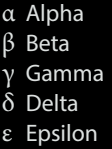 α Alpha
β Beta
γ Gamma
δ Delta
ε Epsilon